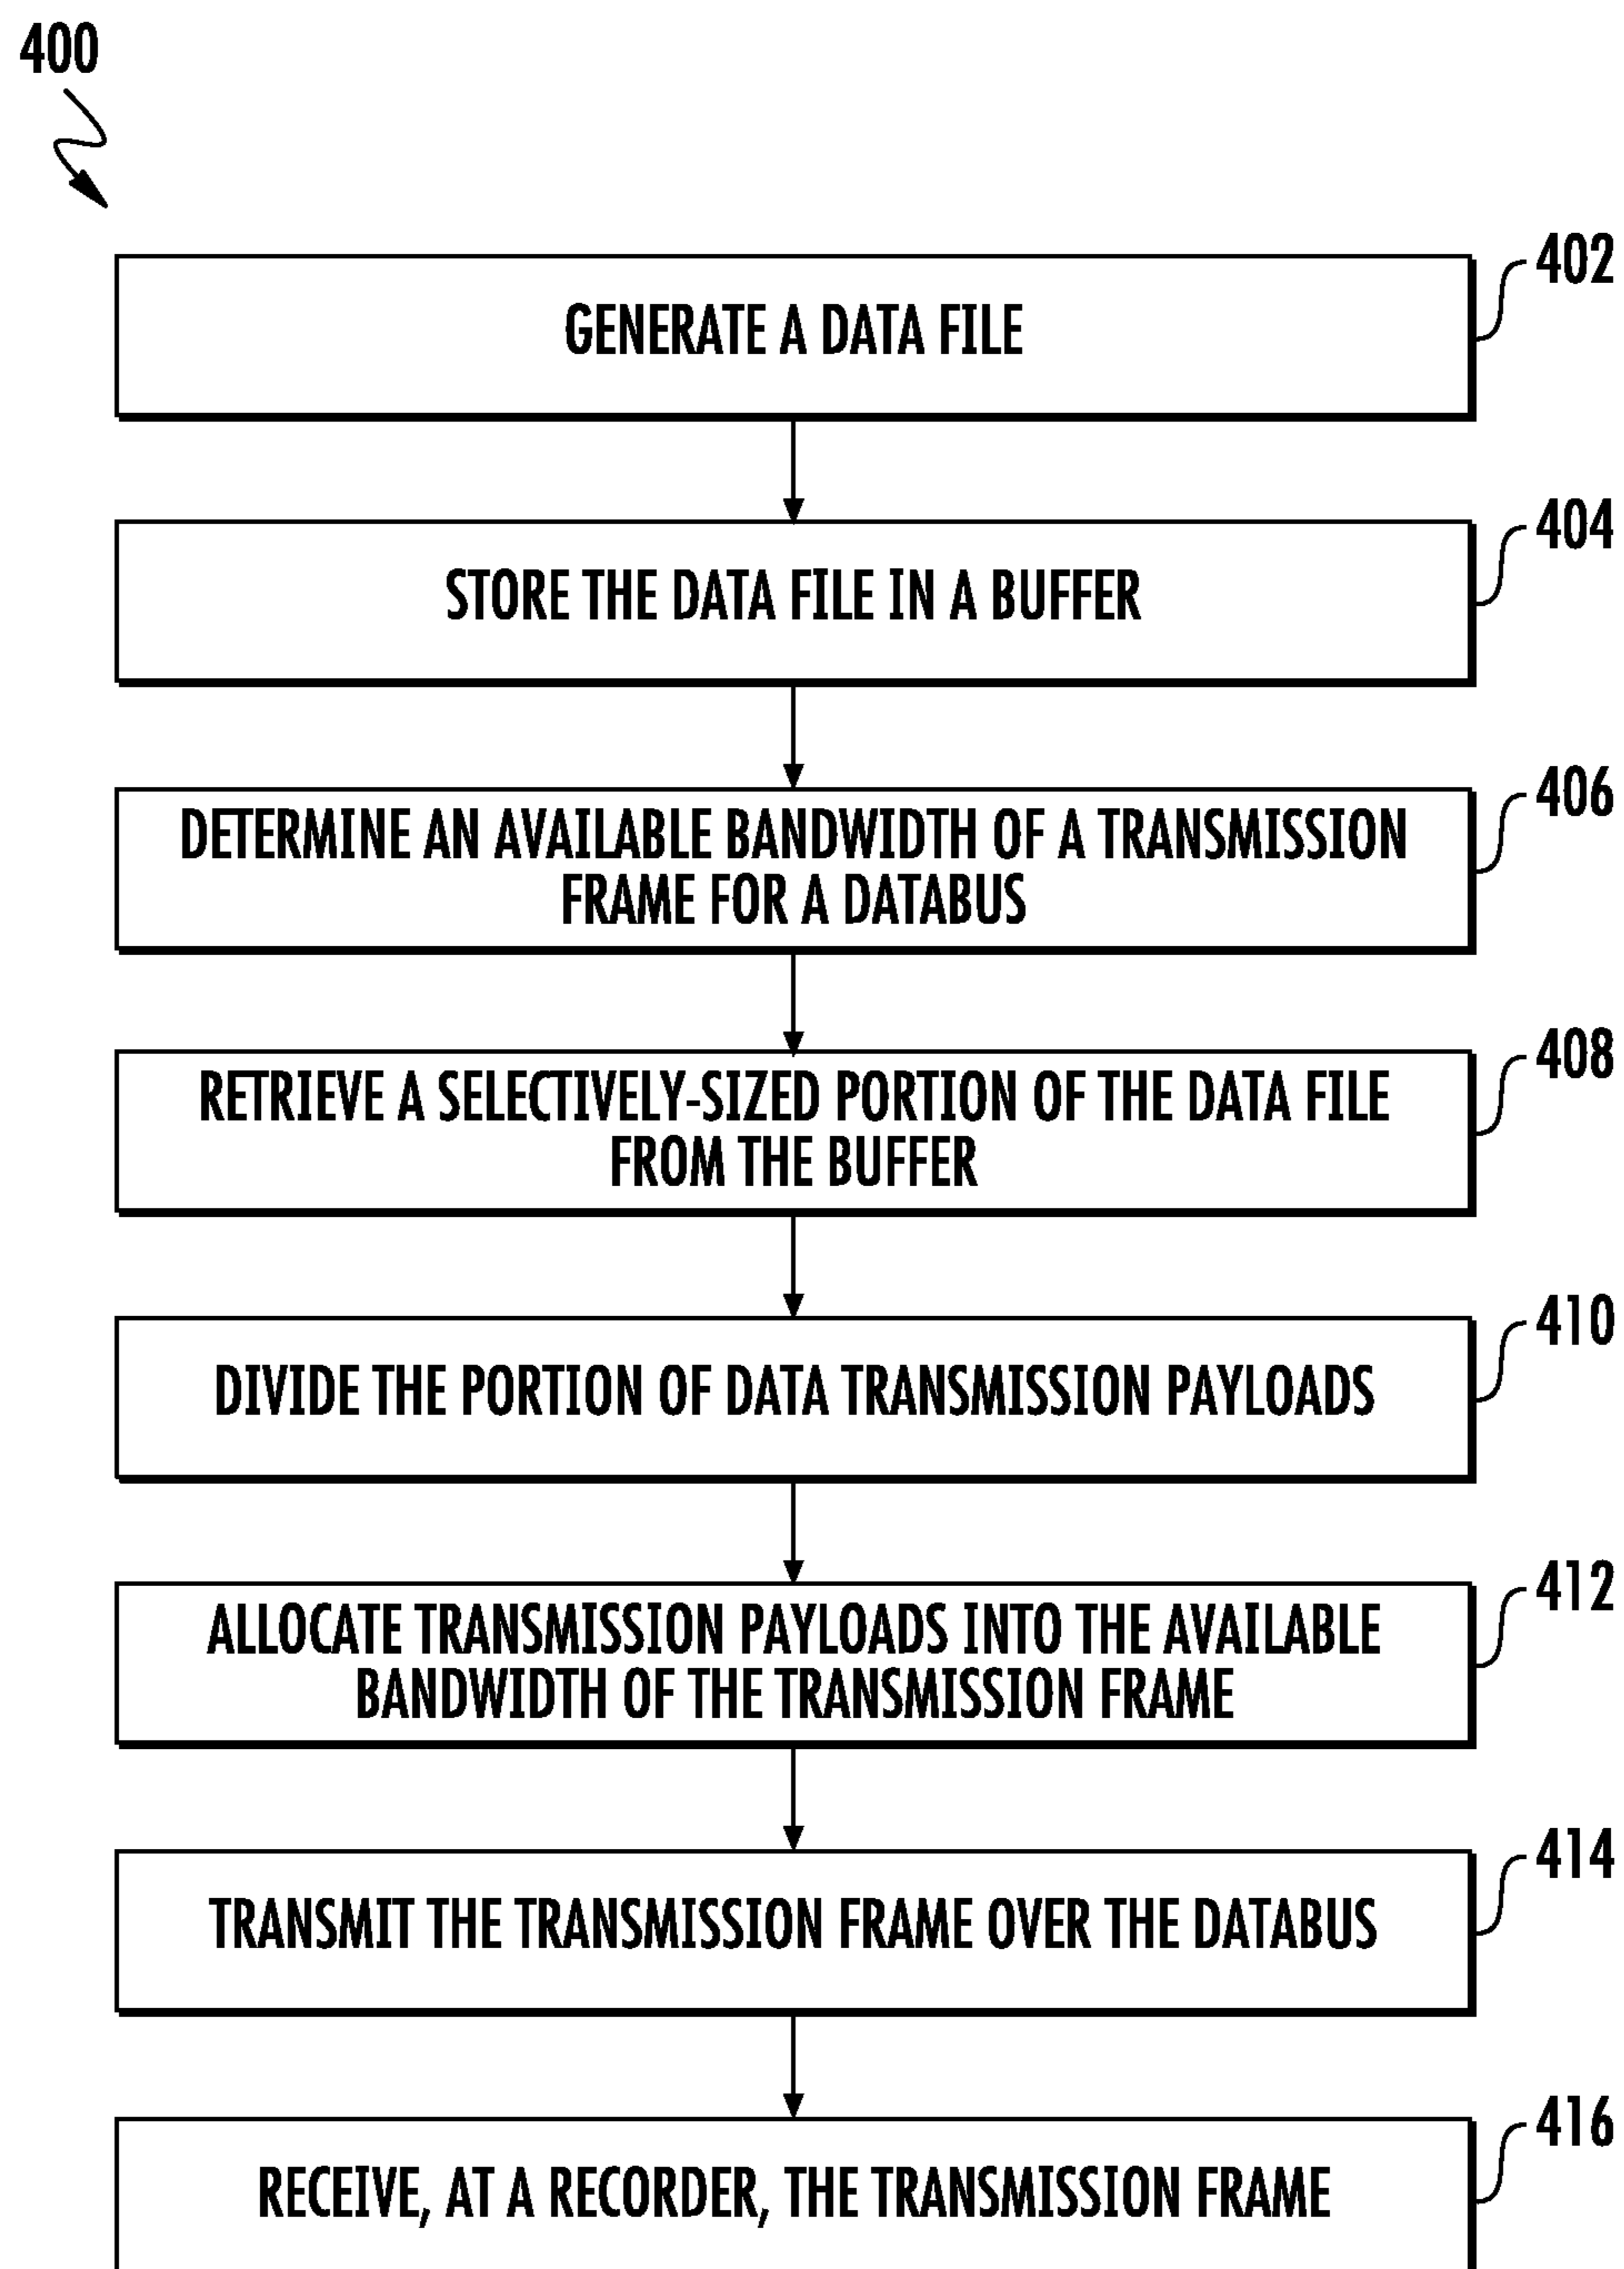 400
402
GENERATE A DATA FILE
404
STORE THE DATA FILE IN A BUFFER
406
DETERMINE AN AVAILABLE BANDWIDTH OF A TRANSMISSION
FRAME FOR A DATABUS
408
RETRIEVE A SELECTIVELY-SIZED PORTION OF THE DATA FILE
FROM THE BUFFER
410
DIVIDE THE PORTION OF DATA TRANSMISSION PAYLOADS
412
ALLOCATE TRANSMISSION PAYLOADS INTO THE AVAILABLE
BANDWIDTH OF THE TRANSMISSION FRAME
414
TRANSMIT THE TRANSMISSION FRAME OVER THE DATABUS
416
RECEIVE, AT A RECORDER, THE TRANSMISSION FRAME